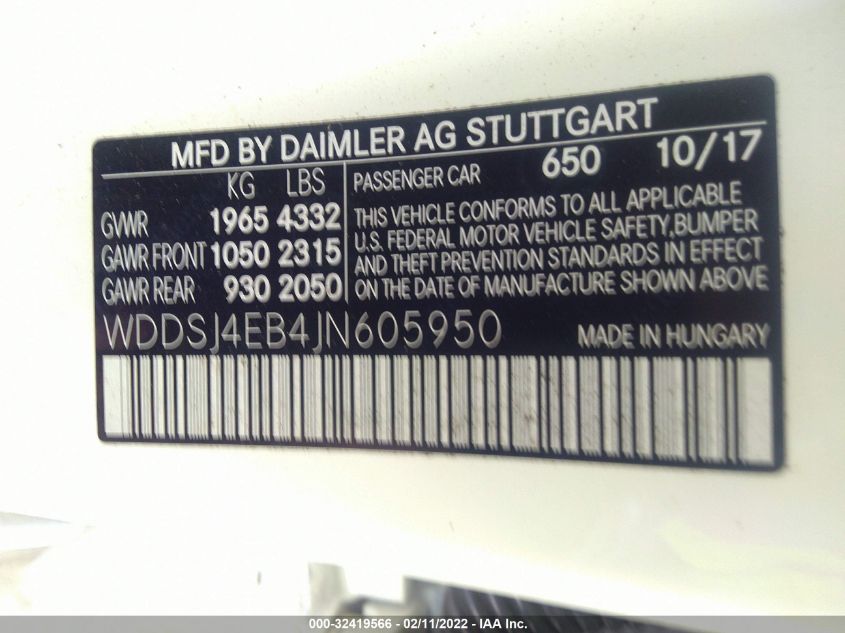 MFD BY DAIMLER AG STUTTGART
KG LBS
GVWR 1965 4332
GAWR FRONT 1050 2315
GAWR REAR 930 2050
PASSENGER CAR 650 10/17
THIS VEHICLE CONFORMS TO ALL APPLICABLE
U.S. FEDERAL MOTOR VEHICLE SAFETY, BUMPER
AND THEFT PREVENTION STANDARDS IN EFFECT
ON THE DATE OF MANUFACTURE SHOWN ABOVE
WDDSJ4EB4JN605950 MADE IN HUNGARY
000-32419566 - 02/11/2022 - IAA Inc.